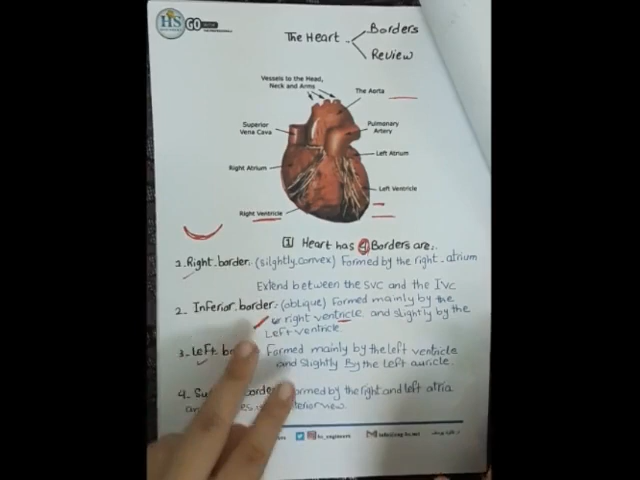 HS GO
The Heart
Borders
Review
Vessels to the Head,
Neck and Arms
The Aorta
Superior
Vena Cava
Pulmonary
Artery
Left Atrium
Right Atrium
Left Ventricle
Right Ventricle
1 Heart has 4 Borders are:
1. Right border: (silghtly convex) Formed by the right atrium
Extend between the SVC and the IVC
2- Inferior border: (oblique) formed mainly by the
right ventricle and slightly by the
Left ventricle
3- Left Formed mainly by the left ventricle
and slightly By the left auricle.
4- formed by the right and left atria
hs_engineers